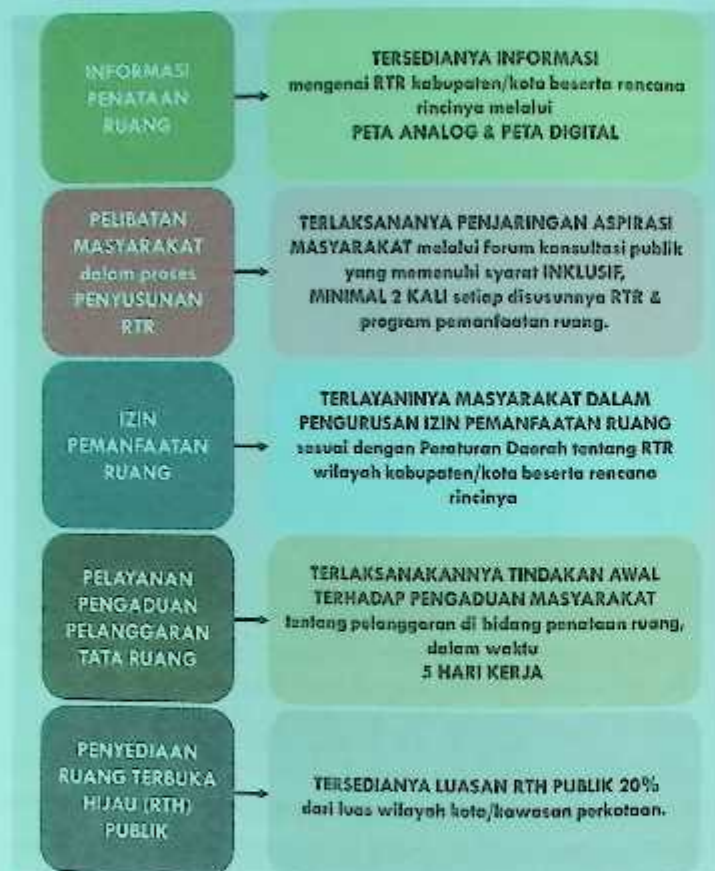 INFORMASI
PENATAAN
RUANG
TERSEDIANYA INFORMASI
mengenai RTR kabupaten/kota beserta rencana
rincinya melalui
PETA ANALOG & PETA DIGITAL
PELIBATAN
MASYARAKAT
dalam proses
PENYUSUNAN
RTR
TERLAKSANANYA PENJARINGAN ASPIRASI
MASYARAKAT melalui forum konsultasi publik
yang memenuhi syarat INKLUSIF,
MINIMAL 2 KALI setiap disusunnya RTR &
program pemanfaatan ruang.
IZIN
PEMANFAATAN
RUANG
TERLAYANINYA MASYARAKAT DALAM
PENGURUSAN IZIN PEMANFAATAN RUANG
sesuai dengan Peraturan Daerah tentang RTR
wilayah kabupaten/kota beserta rencana
rincinya
PELAYANAN
PENGADUAN
PELANGGARAN
TATA RUANG
TERLAKSANAKANNYA TINDAKAN AWAL
TERHADAP PENGADUAN MASYARAKAT
tentang pelanggaran di bidang penataan ruang,
dalam waktu
5 HARI KERJA
PENYEDIAAN
RUANG TERBUKA
HIJAU (RTH)
PUBLIK
TERSEDIANYA LUASAN RTH PUBLIK 20%
dari luas wilayah kota/kawasan perkotaan.